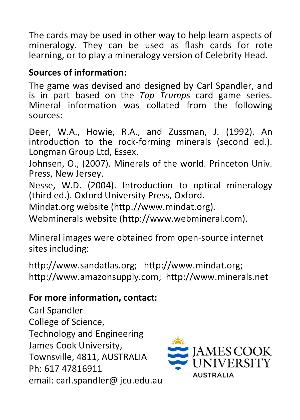 The cards may be used in other way to help learn aspects of
mineralogy. They can be used as flash cards for rote
learning, or to play a mineralogy version of Celebrity Head.
Sources of information:
The game was devised and designed by Carl Spandler, and
is in part based on the Top Trumps card game series.
Mineral information was collated from the following
sources:
Deer, W.A., Howie, R.A., and Zussman, J. (1992). An
introduction to the rock-forming minerals (second ed.).
Longman Group Ltd, Essex.
Johnsen, O., (2007). Minerals of the world. Princeton Univ.
Press, New Jersey.
Nesse, W.D. (2004). Introduction to optical mineralogy
(third ed.). Oxford University Press, Oxford.
Mindat.org website (http://www.mindat.org).
Webminerals website (http://www.webmineral.com).
Mineral images were obtained from open-source internet
sites including:
http://www.sandatlas.org; http://www.mindat.org;
http://www.amazonsupply.com; http://www.minerals.net
For more information, contact:
Carl Spandler
College of Science,
Technology and Engineering
James Cook University,
Townsville, 4811, AUSTRALIA
Ph: 617 47816911
email: carl.spandler@ jcu.edu.au
JAMES COOK
UNIVERSITY
AUSTRALIA